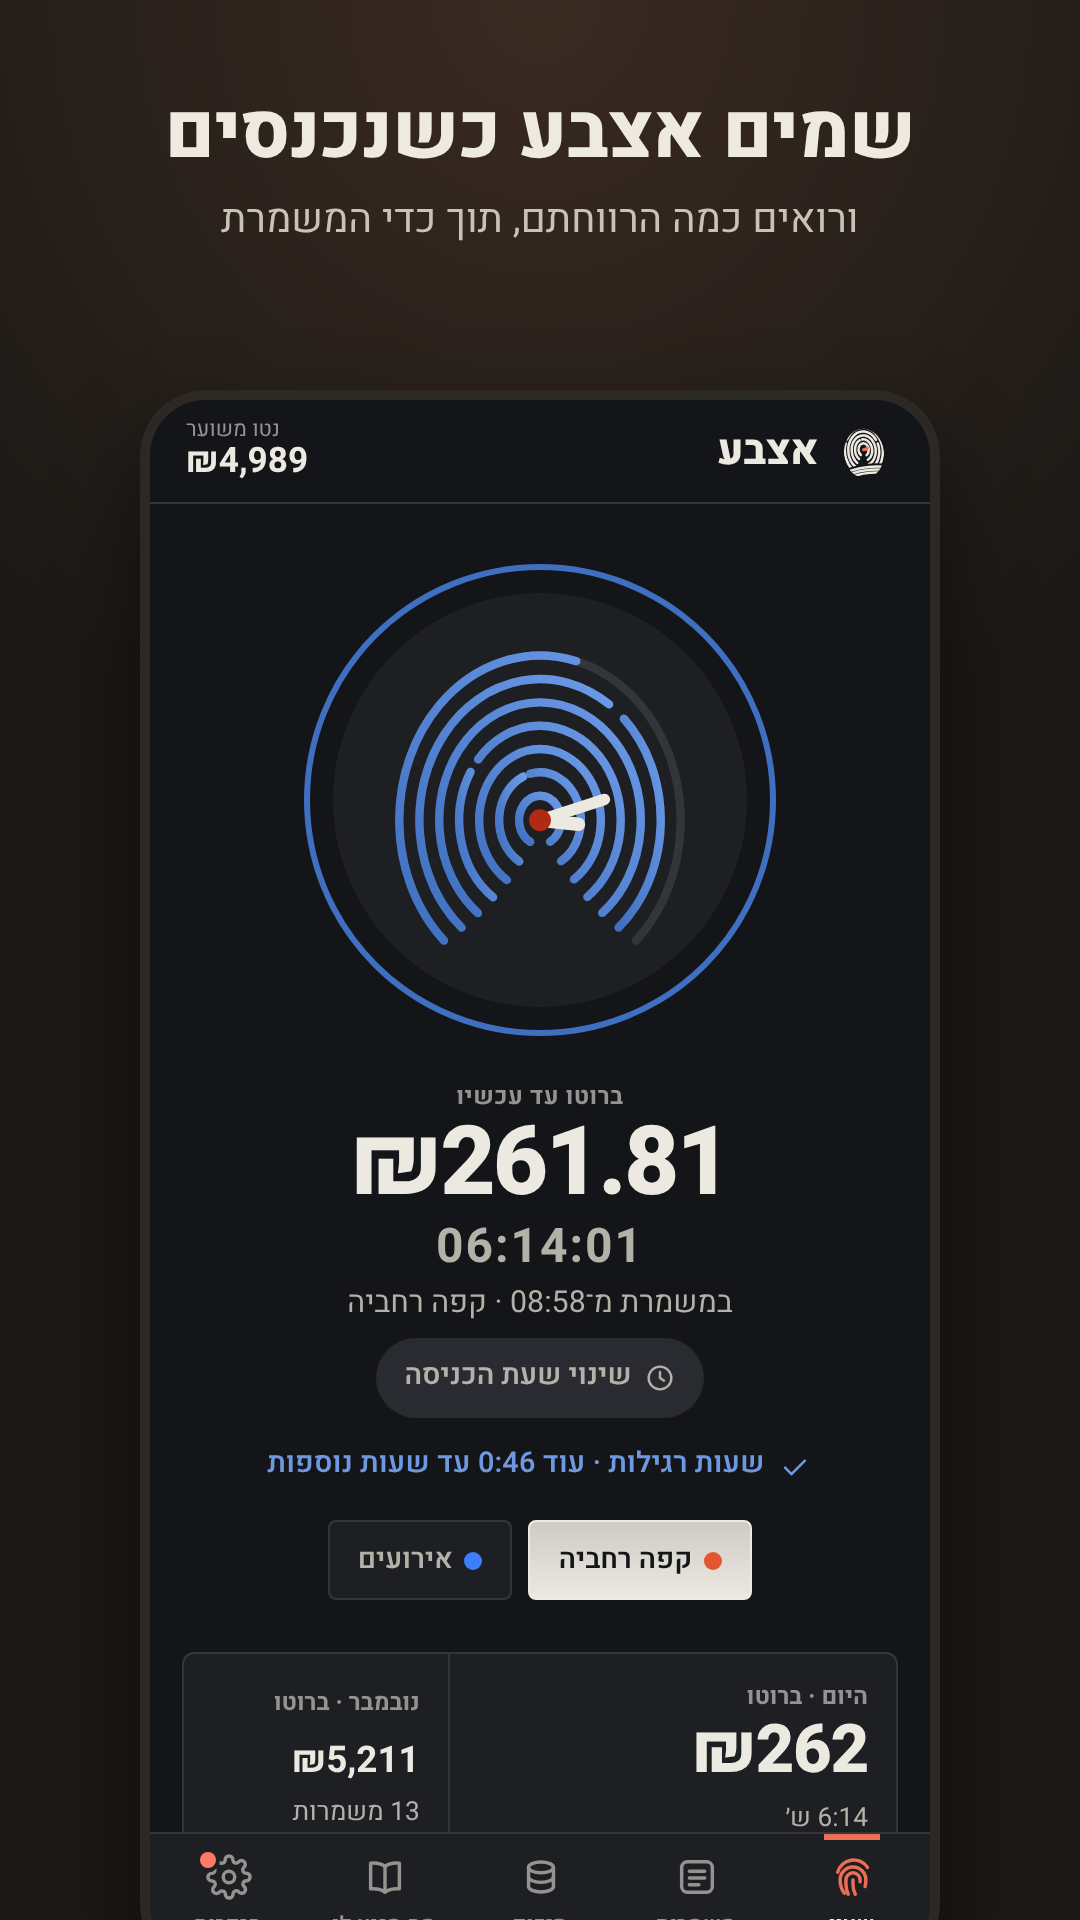 שמים אצבע כשנכנסים
ורואים כמה הרווחתם, תוך כדי המשמרת
אצבע
נטו משוער
₪4,989
ברוטו עד עכשיו
₪261.81
06:14:01
במשמרת מ־08:58 · קפה רחביה
שינוי שעת הכניסה
שעות רגילות · עוד 0:46 עד שעות נוספות
קפה רחביה
אירועים
היום · ברוטו
₪262
6:14 ש׳
נובמבר · ברוטו
₪5,211
13 משמרות